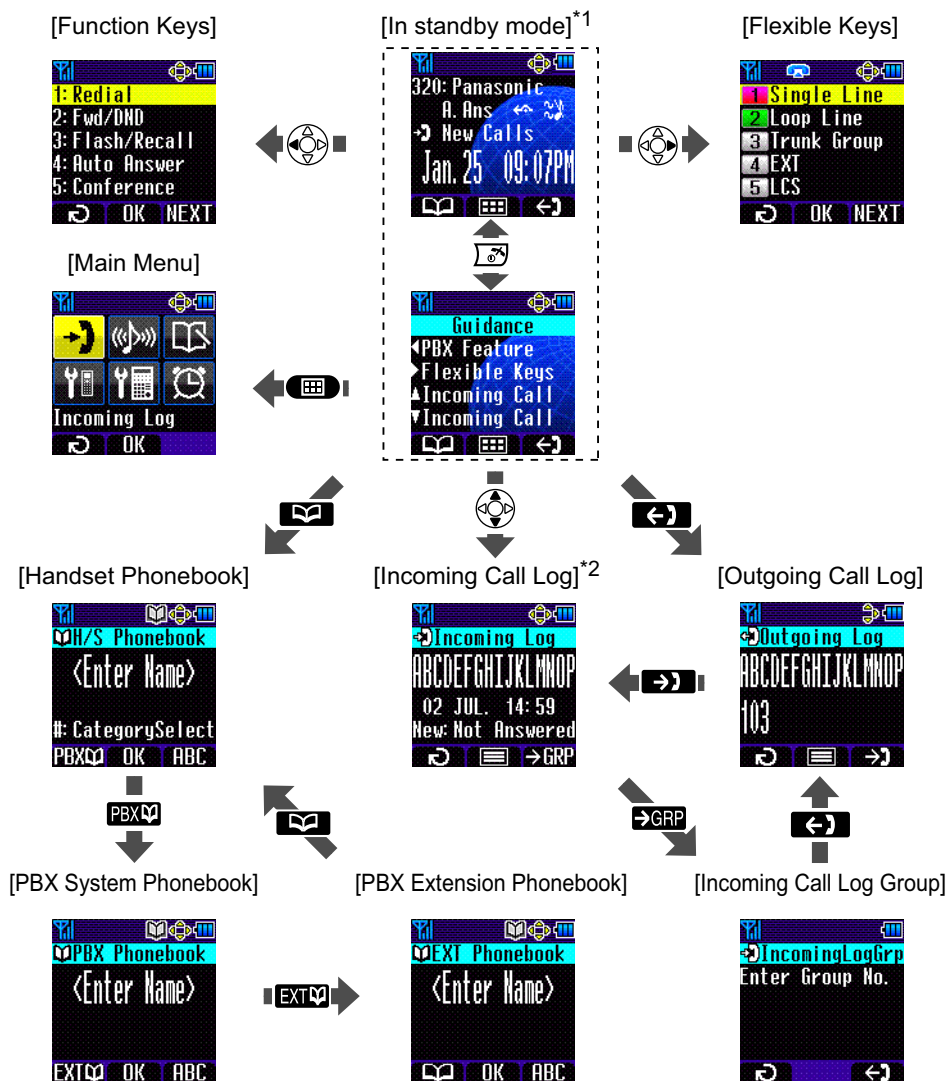 [Function Keys]
[In standby mode]*1
[Flexible Keys]
1: Redial
2: Fwd/DND
3: Flash/Recall
4: Auto Answer
5: Conference
OK NEXT
320: Panasonic
A. Ans
New Calls
Jan. 25 09:07PM
1 Single Line
2 Loop Line
3 Trunk Group
4 EXT
5 LCS
OK NEXT
[Main Menu]
Incoming Log
OK
Guidance
PBX Feature
Flexible Keys
Incoming Call
Incoming Call
[Handset Phonebook]
[Incoming Call Log]*2
[Outgoing Call Log]
H/S Phonebook
<Enter Name>
#: CategorySelect
PBX OK ABC
Incoming Log
ABCDEFGHIJKLMNOP
02 JUL. 14:59
New: Not Answered
→GRP
Outgoing Log
ABCDEFGHIJKLMNOP
103
PBX
→GRP
[PBX System Phonebook]
[PBX Extension Phonebook]
[Incoming Call Log Group]
PBX Phonebook
<Enter Name>
EXT OK ABC
EXT
EXT Phonebook
<Enter Name>
OK ABC
IncomingLogGrp
Enter Group No.